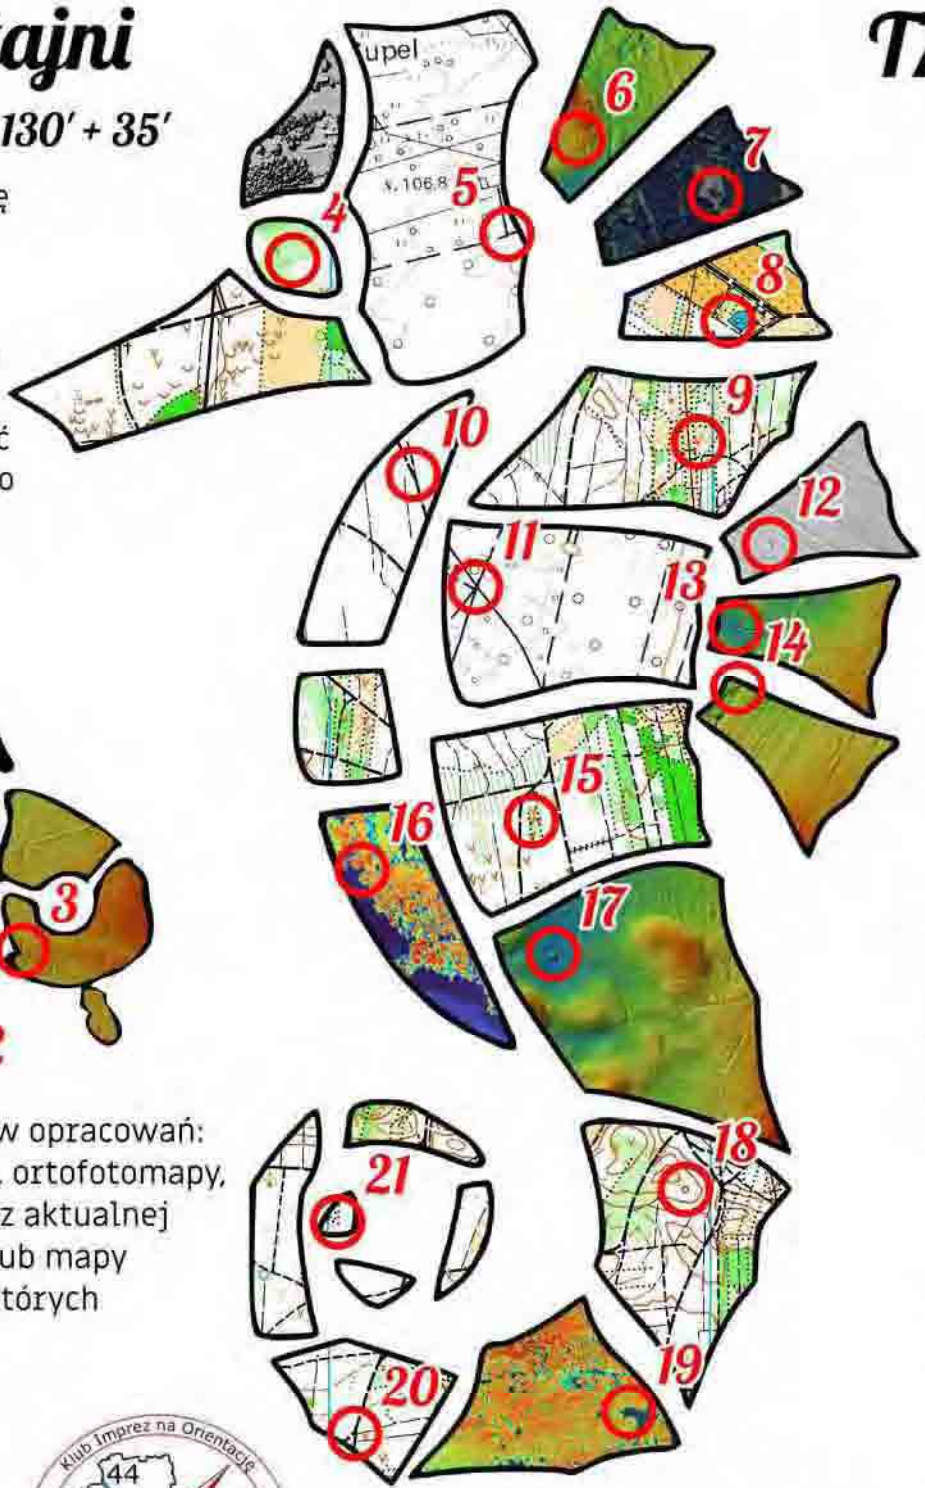 ajni
130' + 35'
ę
ć
o
upel
106,8
4
5
6
7
8
9
10
11
12
13
14
15
16
17
18
19
20
21
3
w opracowań:
ortofotomapy,
z aktualnej
ub mapy
tórych
Klub Imprez na Orientację
44